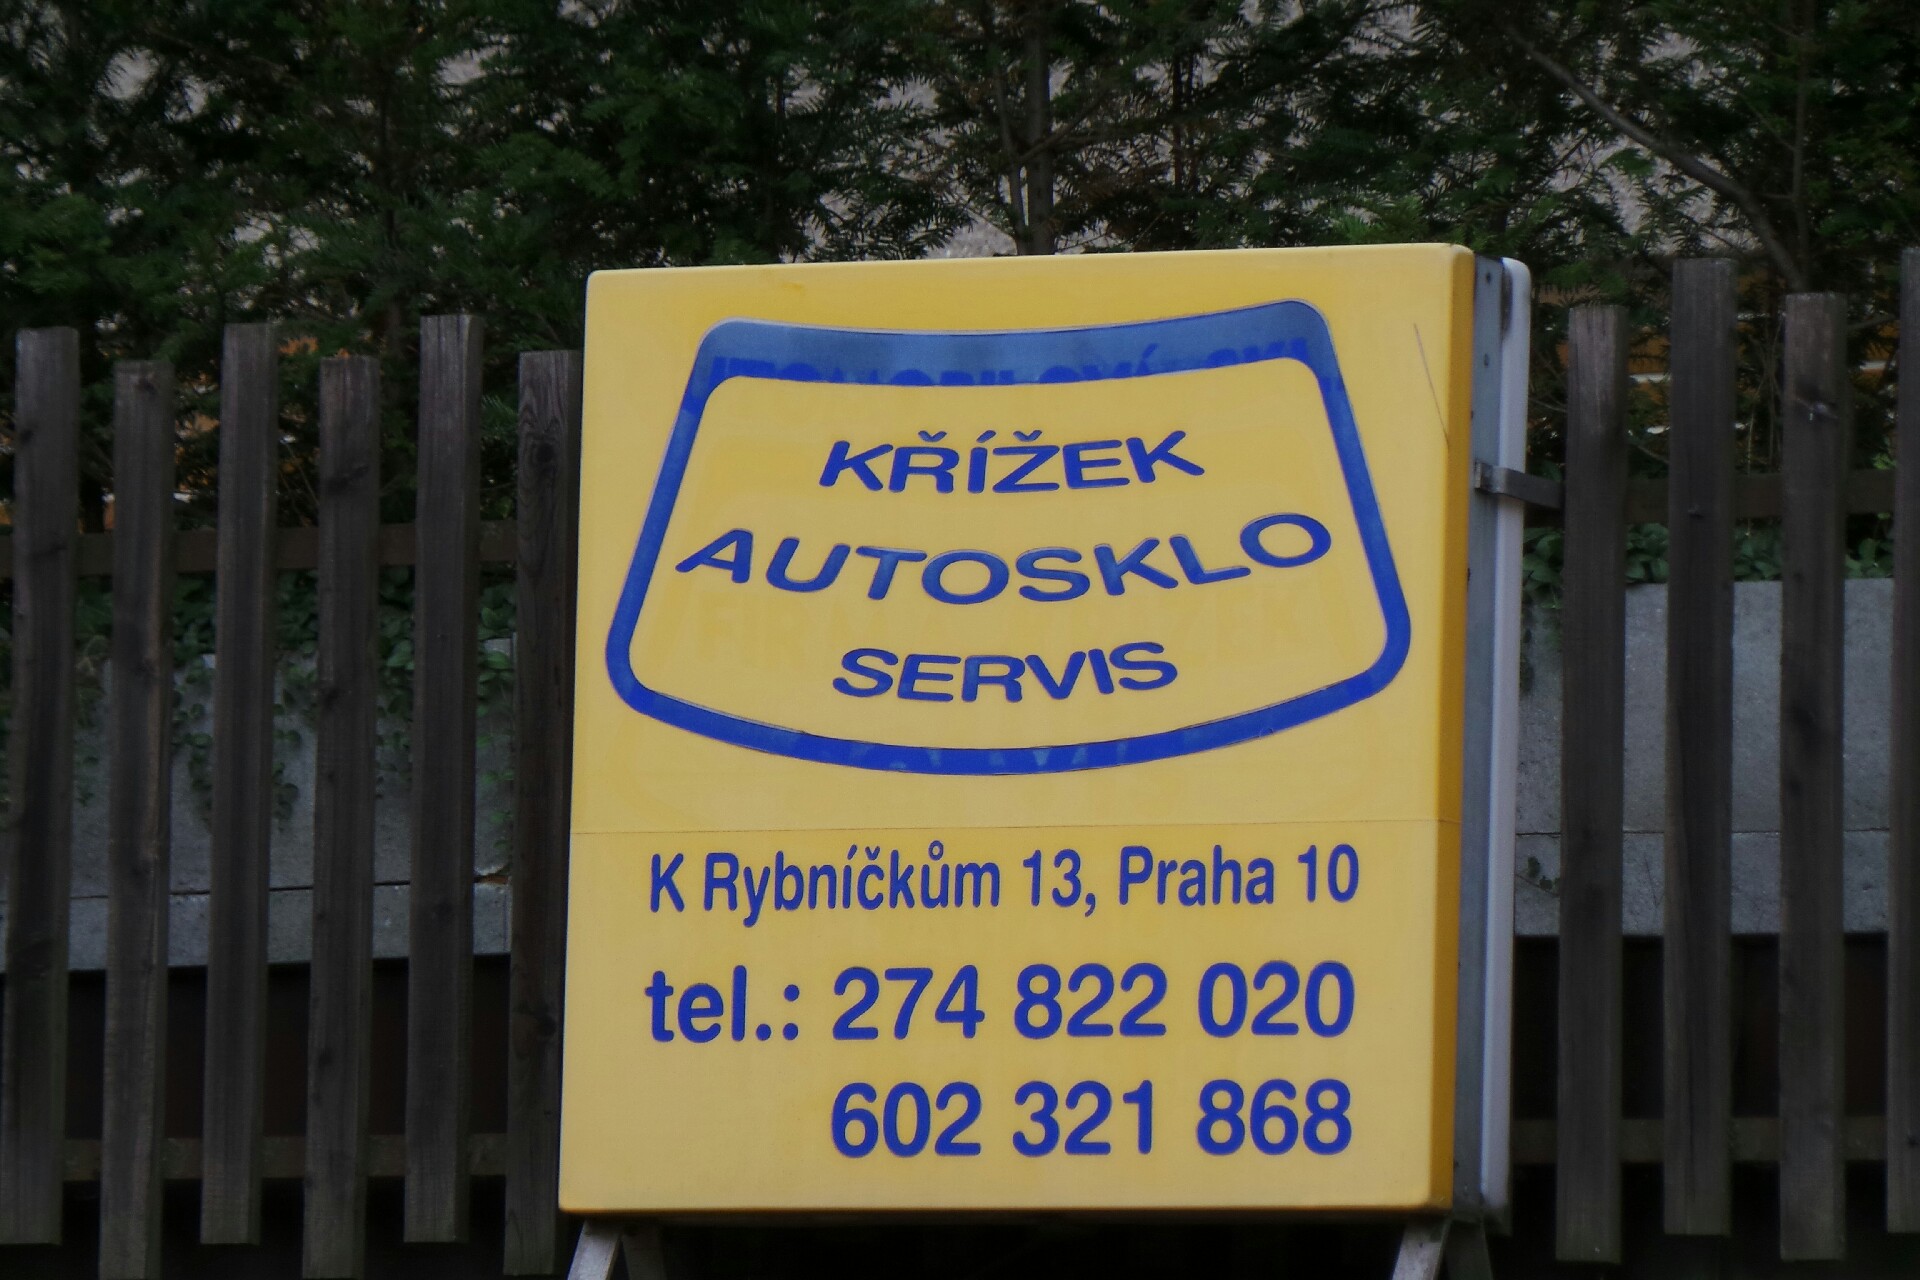 KŘÍŽEK
AUTOSKLO
SERVIS
K Rybníčkům 13, Praha 10
tel.: 274 822 020
602 321 868